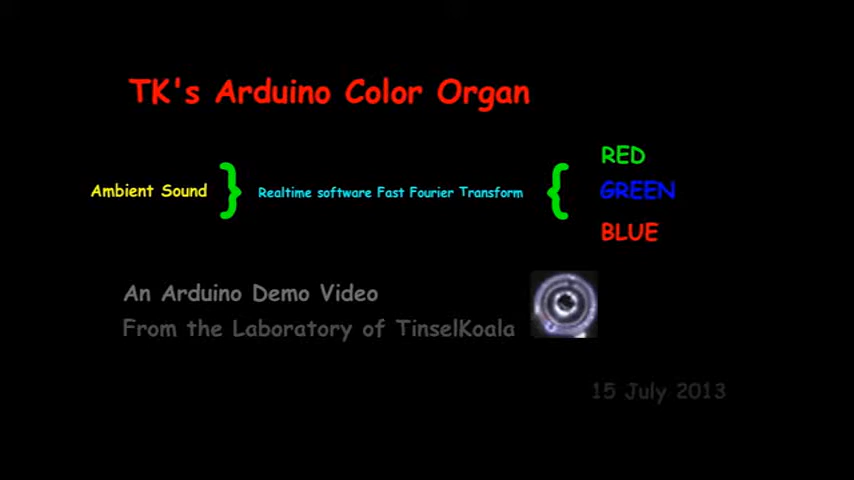 TK's Arduino Color Organ
RED
Ambient Sound } Realtime software Fast Fourier Transform { GREEN
BLUE
An Arduino Demo Video
From the Laboratory of TinselKoala
15 July 2013